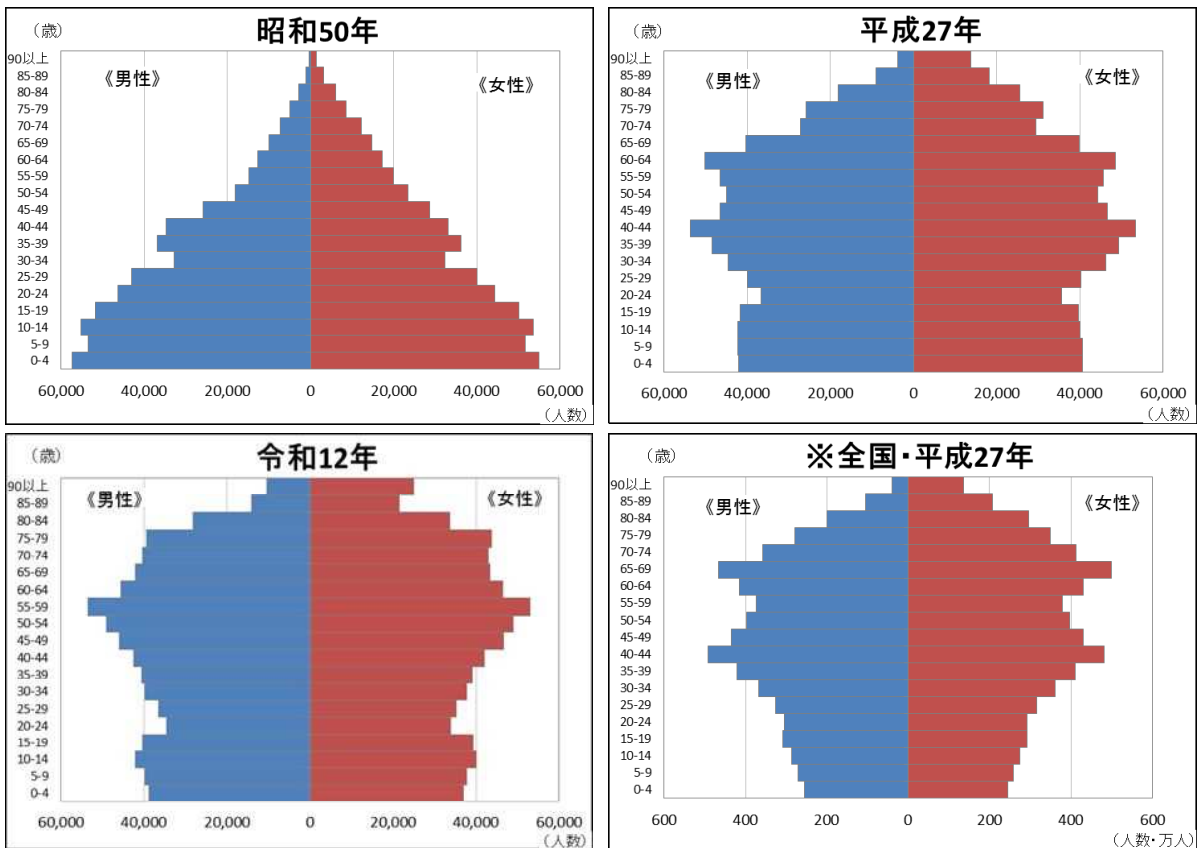 昭和50年
(歳)
《男性》
《女性》
90以上
85-89
80-84
75-79
70-74
65-69
60-64
55-59
50-54
45-49
40-44
35-39
30-34
25-29
20-24
15-19
10-14
5-9
0-4
60,000 40,000 20,000 0 20,000 40,000 60,000
(人数)
平成27年
(歳)
《男性》
《女性》
90以上
85-89
80-84
75-79
70-74
65-69
60-64
55-59
50-54
45-49
40-44
35-39
30-34
25-29
20-24
15-19
10-14
5-9
0-4
60,000 40,000 20,000 0 20,000 40,000 60,000
(人数)
令和12年
(歳)
《男性》
《女性》
90以上
85-89
80-84
75-79
70-74
65-69
60-64
55-59
50-54
45-49
40-44
35-39
30-34
25-29
20-24
15-19
10-14
5-9
0-4
60,000 40,000 20,000 0 20,000 40,000 60,000
(人数)
※全国・平成27年
(歳)
《男性》
《女性》
90以上
85-89
80-84
75-79
70-74
65-69
60-64
55-59
50-54
45-49
40-44
35-39
30-34
25-29
20-24
15-19
10-14
5-9
0-4
600 400 200 0 200 400 600
(人数・万人)